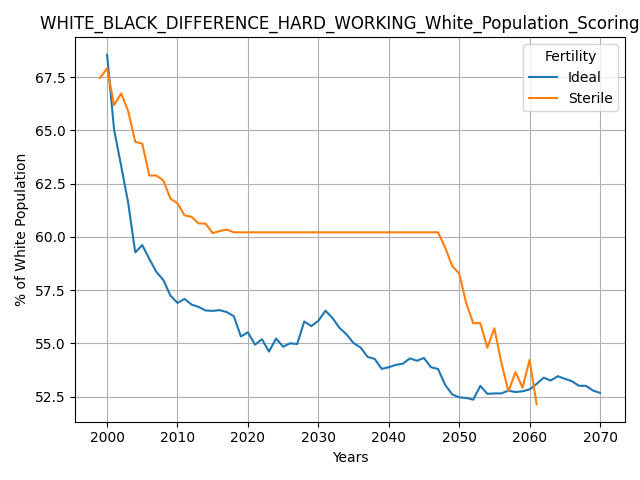 WHITE_BLACK_DIFFERENCE_HARD_WORKING_White_Population_Scoring
Fertility
Ideal
Sterile
% of White Population
67.5
65.0
62.5
60.0
57.5
55.0
52.5
2000 2010 2020 2030 2040 2050 2060 2070
Years